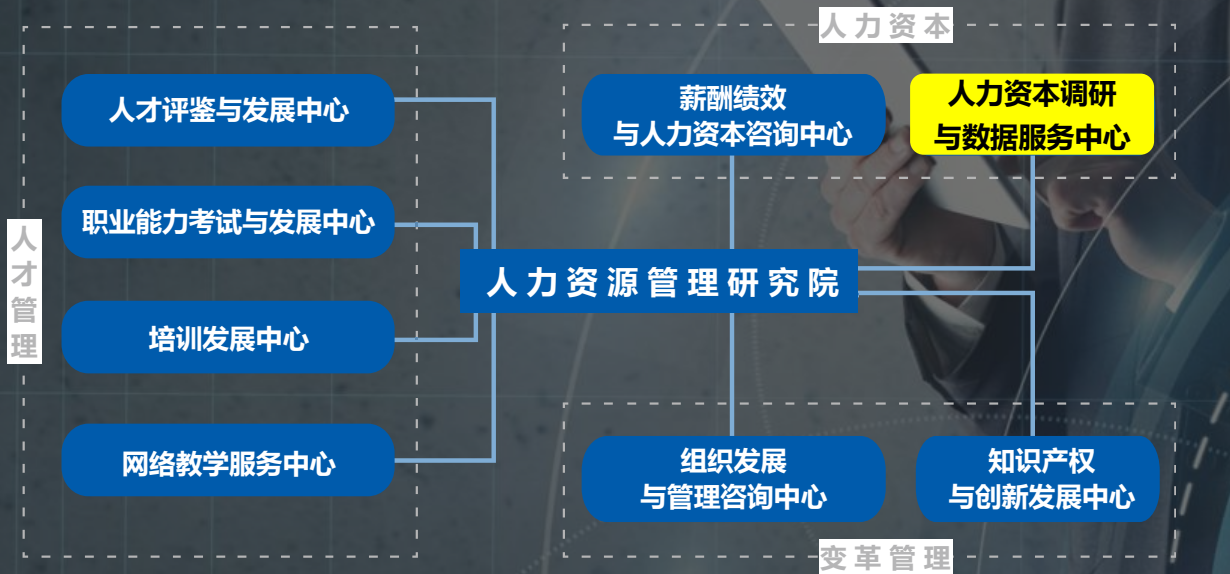 人力资本
人才评鉴与发展中心
薪酬绩效
与人力资本咨询中心
人力资本调研
与数据服务中心
职业能力考试与发展中心
人才管理
人力资源管理研究院
培训发展中心
网络教学服务中心
组织发展
与管理咨询中心
知识产权
与创新发展中心
变革管理